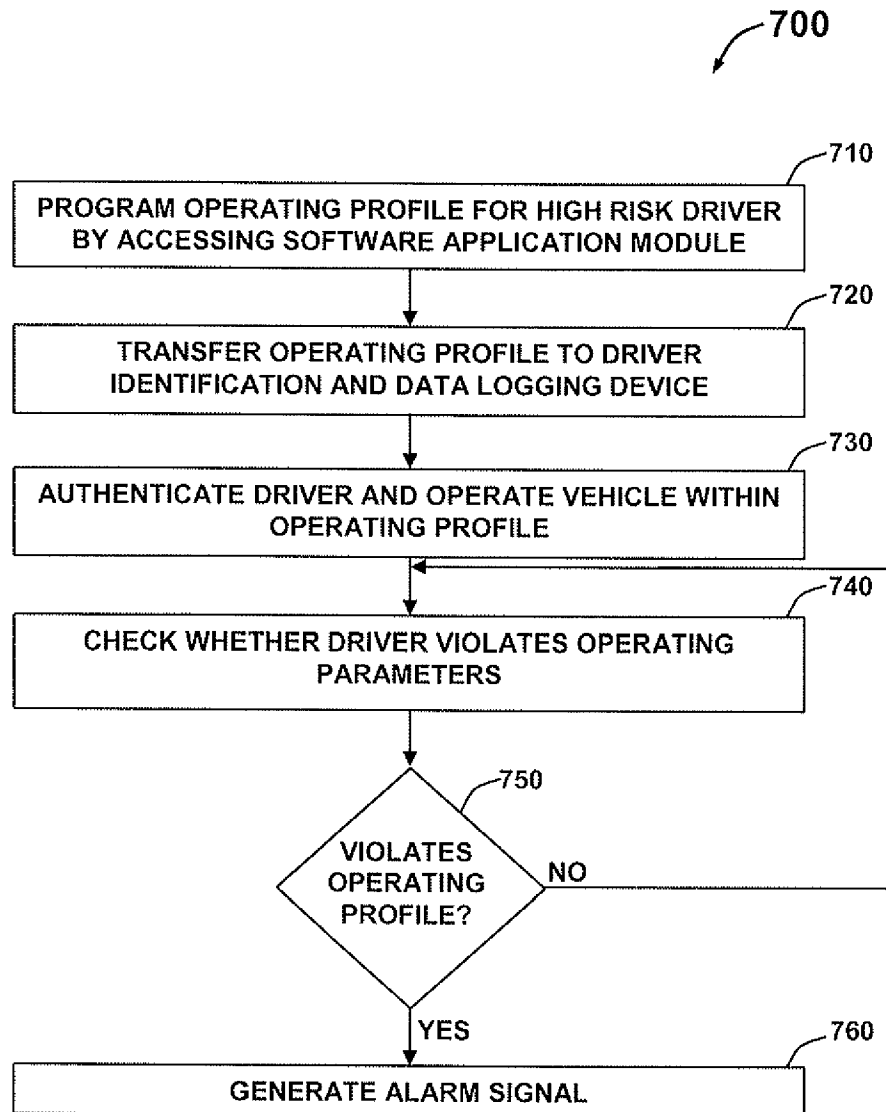 700
710
PROGRAM OPERATING PROFILE FOR HIGH RISK DRIVER
BY ACCESSING SOFTWARE APPLICATION MODULE
720
TRANSFER OPERATING PROFILE TO DRIVER
IDENTIFICATION AND DATA LOGGING DEVICE
730
AUTHENTICATE DRIVER AND OPERATE VEHICLE WITHIN
OPERATING PROFILE
740
CHECK WHETHER DRIVER VIOLATES OPERATING
PARAMETERS
750
VIOLATES
OPERATING
PROFILE?
NO
YES
760
GENERATE ALARM SIGNAL